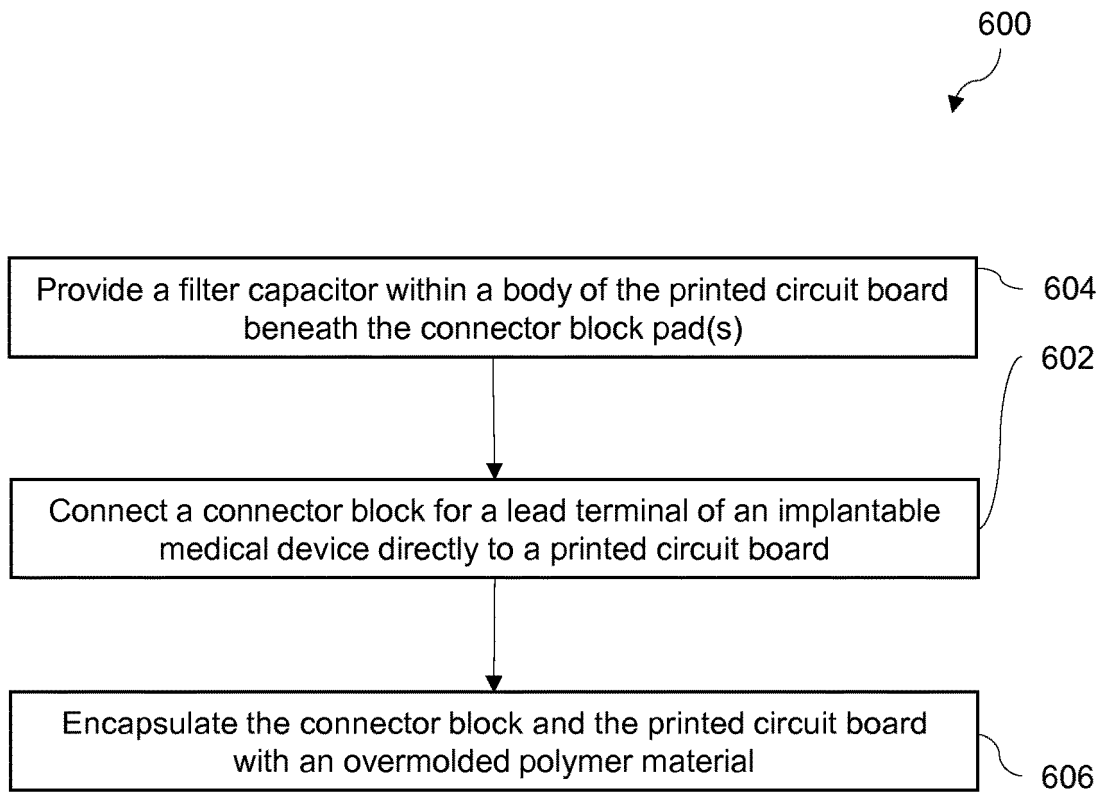 600
Provide a filter capacitor within a body of the printed circuit board
beneath the connector block pad(s)
604
602
Connect a connector block for a lead terminal of an implantable
medical device directly to a printed circuit board
Encapsulate the connector block and the printed circuit board
with an overmolded polymer material
606